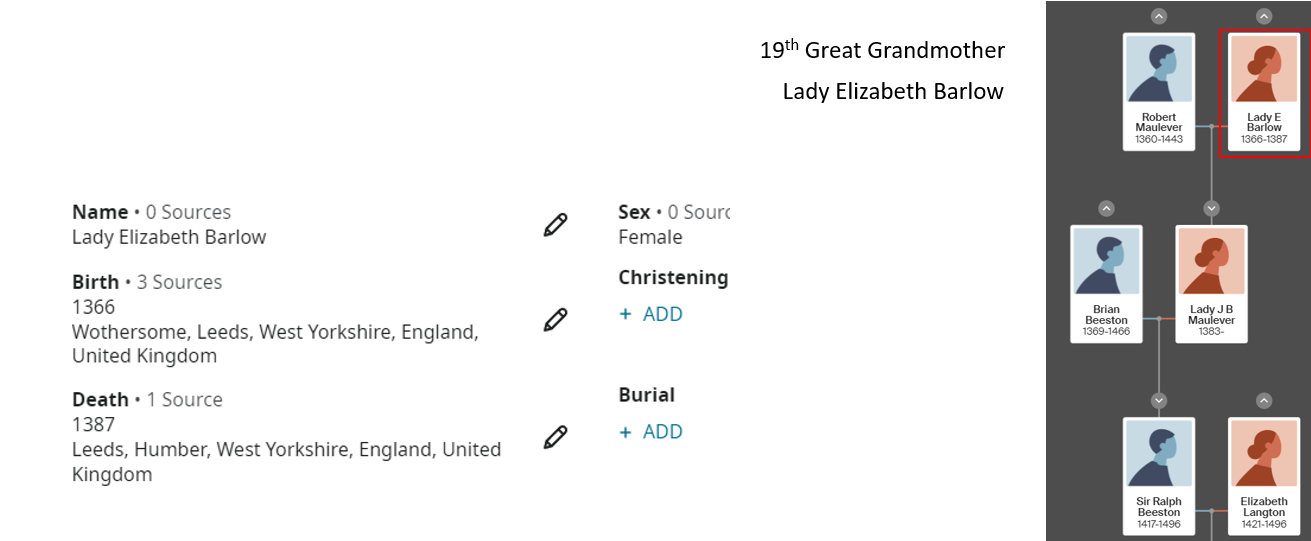 19th Great Grandmother
Lady Elizabeth Barlow
Name • 0 Sources
Lady Elizabeth Barlow
Birth • 3 Sources
1366
Wothersome, Leeds, West Yorkshire, England,
United Kingdom
Death • 1 Source
1387
Leeds, Humber, West Yorkshire, England, United
Kingdom
Sex • 0 Sourc
Female
Christening
+ ADD
Burial
+ ADD
Robert
Maulever
1360-1443
Lady E
Barlow
1366-1387
Brian
Beeston
1369-1466
Lady J B
Maulever
1383-
Sir Ralph
Beeston
1417-1496
Elizabeth
Langton
1421-1496